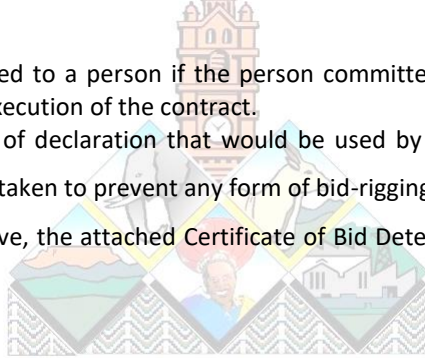 ed to a person if the person committe
xecution of the contract.
of declaration that would be used by
taken to prevent any form of bid-rigging
ve, the attached Certificate of Bid Dete